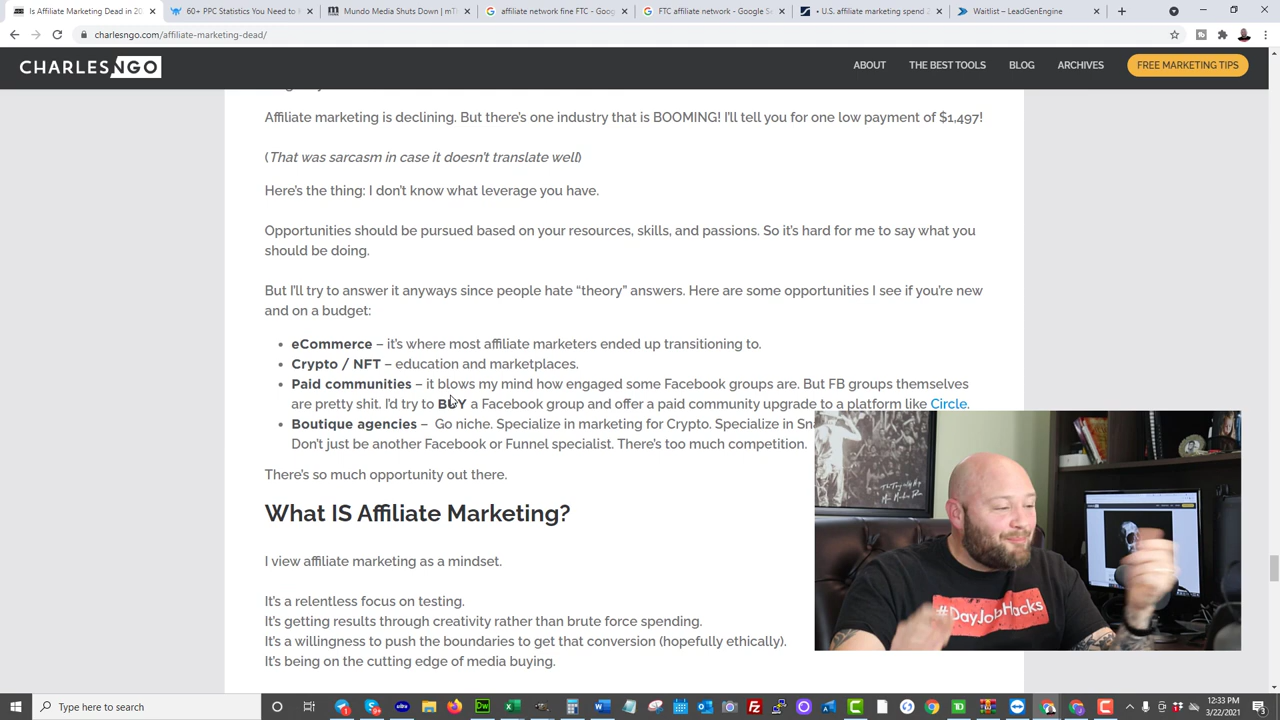 Is Affiliate Marketing Dead in 20
60+ PPC Statistics You Need to
Mundo Media Shuts Down | mTh
affiliate network fine FTC - Goog
FTC affiliate network - Google Se
• U.S. affiliate marketing spend 2
Waitlist – LeadGenEngine
charlesngo.com/affiliate-marketing-dead/
CHARLES NGO
ABOUT THE BEST TOOLS BLOG ARCHIVES FREE MARKETING TIPS
Affiliate marketing is declining. But there's one industry that is BOOMING! I'll tell you for one low payment of $1,497!
(That was sarcasm in case it doesn't translate well)
Here's the thing: I don't know what leverage you have.
Opportunities should be pursued based on your resources, skills, and passions. So it's hard for me to say what you
should be doing.
But I'll try to answer it anyways since people hate “theory” answers. Here are some opportunities I see if you're new
and on a budget:
• eCommerce – it's where most affiliate marketers ended up transitioning to.
• Crypto / NFT – education and marketplaces.
• Paid communities – it blows my mind how engaged some Facebook groups are. But FB groups themselves
are pretty shit. I'd try to BUY a Facebook group and offer a paid community upgrade to a platform like Circle.
• Boutique agencies – Go niche. Specialize in marketing for Crypto. Specialize in Sn
Don't just be another Facebook or Funnel specialist. There's too much competition.
There's so much opportunity out there.
What IS Affiliate Marketing?
I view affiliate marketing as a mindset.
It's a relentless focus on testing.
It's getting results through creativity rather than brute force spending.
It's a willingness to push the boundaries to get that conversion (hopefully ethically).
It's being on the cutting edge of media buying.
#DayJobHacks
Type here to search
12:33 PM
3/22/2021